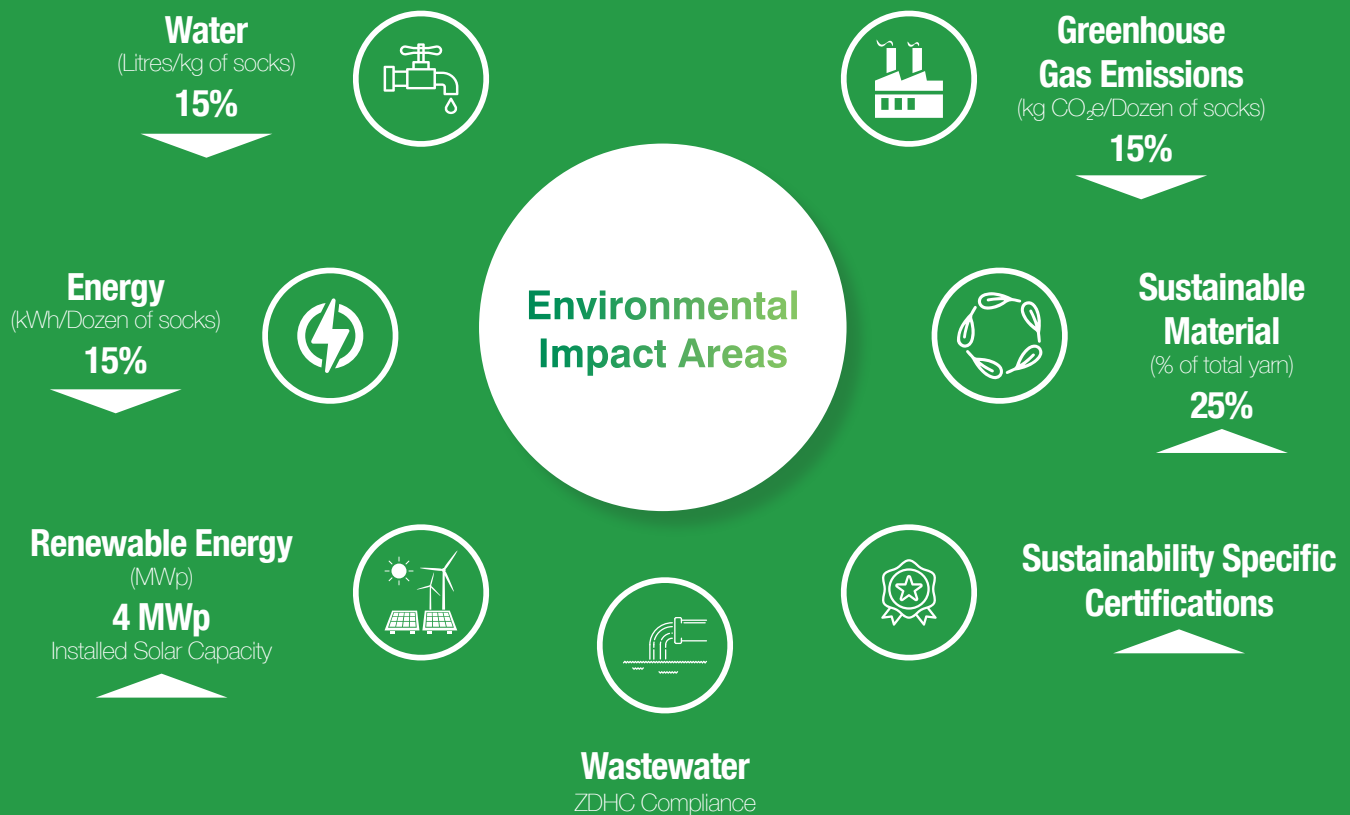 Water
(Litres/kg of socks)
15%
Greenhouse
Gas Emissions
(kg CO₂e/Dozen of socks)
15%
Environmental
Impact Areas
Energy
(kWh/Dozen of socks)
15%
Sustainable
Material
(% of total yarn)
25%
Renewable Energy
(MWp)
4 MWp
Installed Solar Capacity
Sustainability Specific
Certifications
Wastewater
ZDHC Compliance